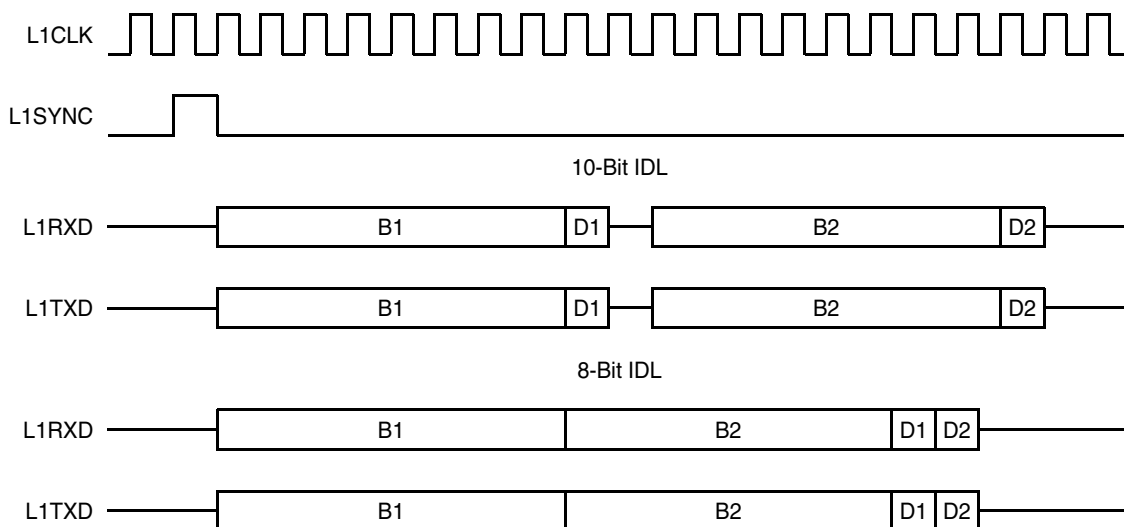 L1CLK
L1SYNC
10-Bit IDL
L1RXD B1 D1 B2 D2
L1TXD B1 D1 B2 D2
8-Bit IDL
L1RXD B1 B2 D1 D2
L1TXD B1 B2 D1 D2